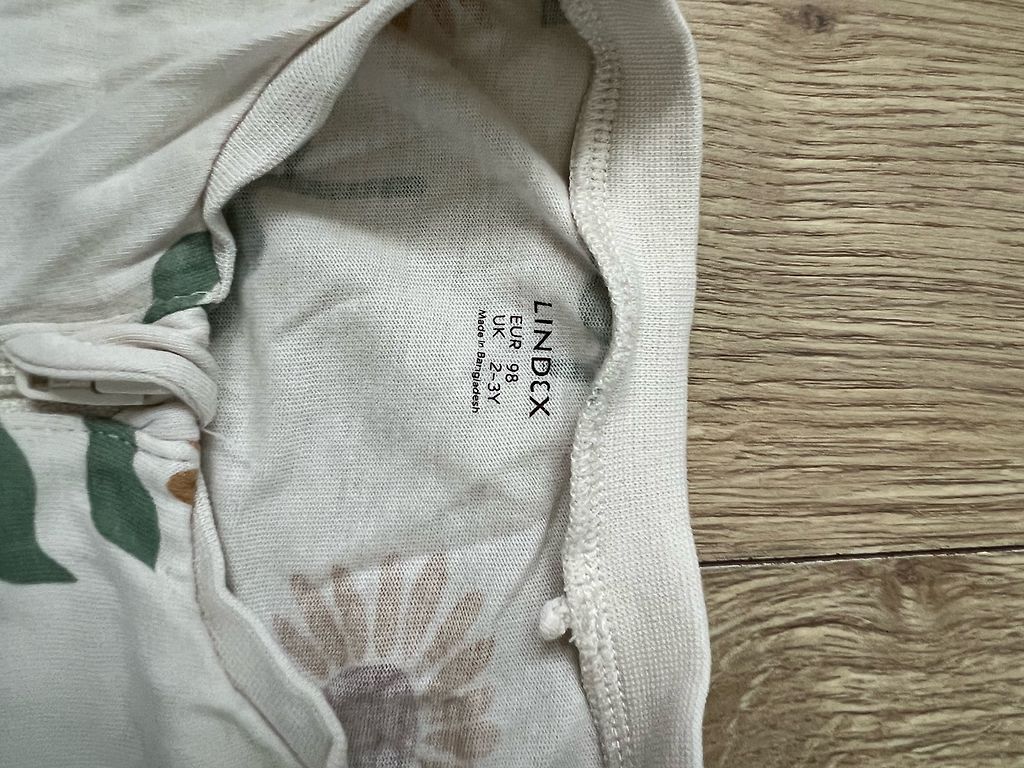 LINDEX
EUR 98
UK 2-3Y
Made in Bangladesh